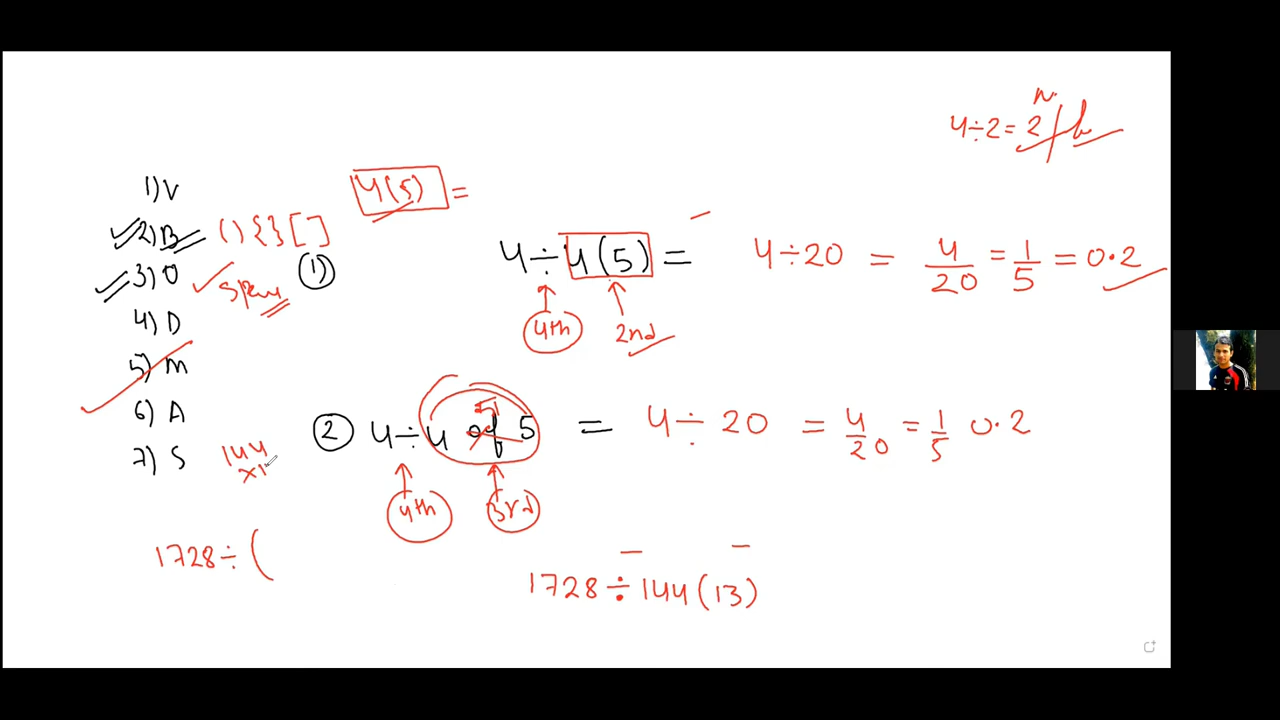 N.
4÷2 = 2/
1) V
4(5) =
2) B ( ) { } [ ]
3) O
①
4 ÷ 4(5) = 4÷20 = 4/20 = 1/5 = 0.2
4) D
4th
2nd
5) M
6) A
② 4 ÷ 4 of 5 = 4 ÷ 20 = 4/20 = 1/5 0.2
7) S
144
×1
4th
3rd
1728 ÷ (
1728 ÷ 144 (13)